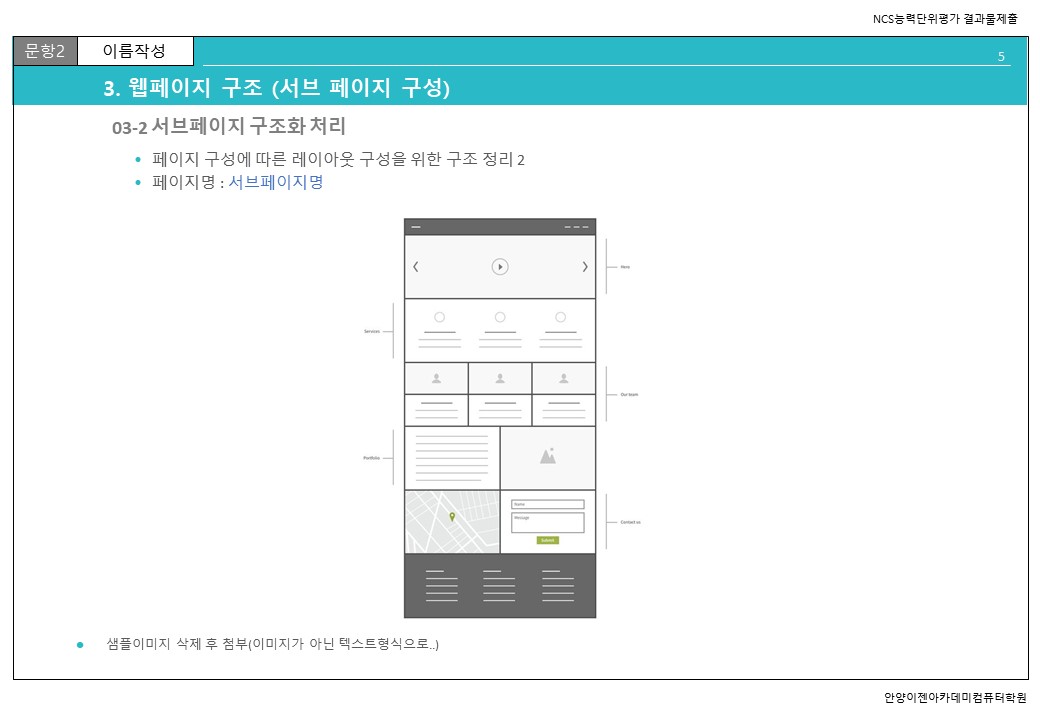 NCS능력단위평가 결과물제출
문항2
이름작성
5
3. 웹페이지 구조 (서브 페이지 구성)
03-2 서브페이지 구조화 처리
• 페이지 구성에 따른 레이아웃 구성을 위한 구조 정리 2
• 페이지명 : 서브페이지명
Hero
Services
Our team
Portfolio
Name
Message
Submit
Contact us
• 샘플이미지 삭제 후 첨부(이미지가 아닌 텍스트형식으로..)
안양이젠아카데미컴퓨터학원